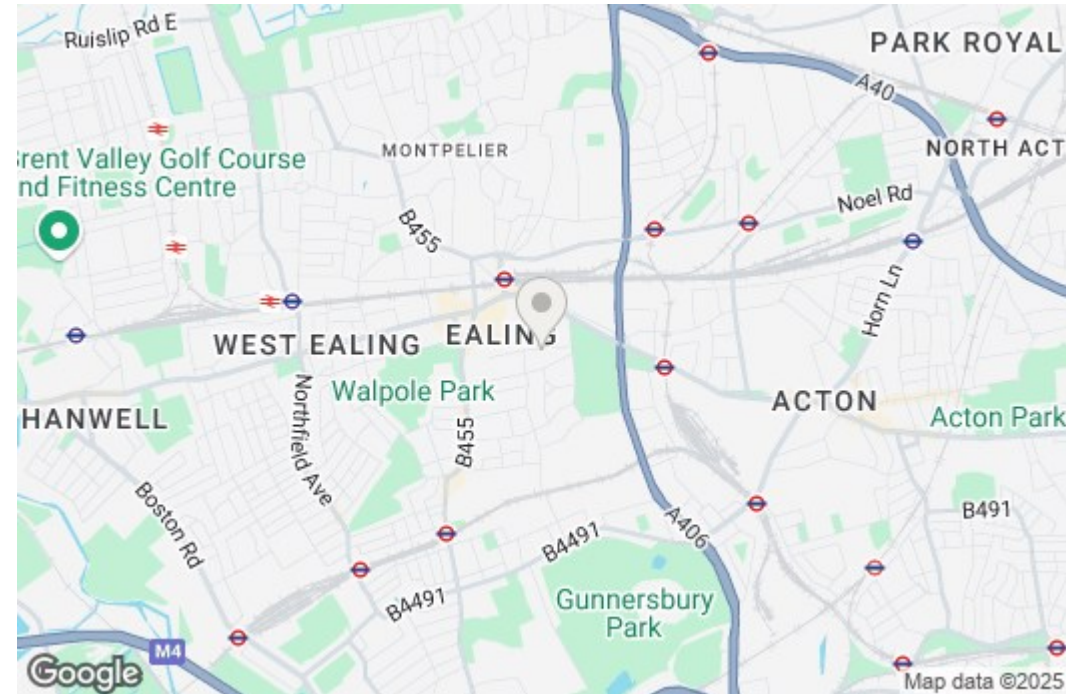 Ruislip Rd E
PARK ROYAL
A40
MONTPELIER
NORTH ACT
Brent Valley Golf Course
nd Fitness Centre
Noel Rd
B455
Horn Ln
WEST EALING
EALING
Walpole Park
ACTON
HANWELL
Acton Park
Northfield Ave
B455
Boston Rd
B491
A406
B4491
B4491
Gunnersbury
Park
M4
Google
Map data ©2025